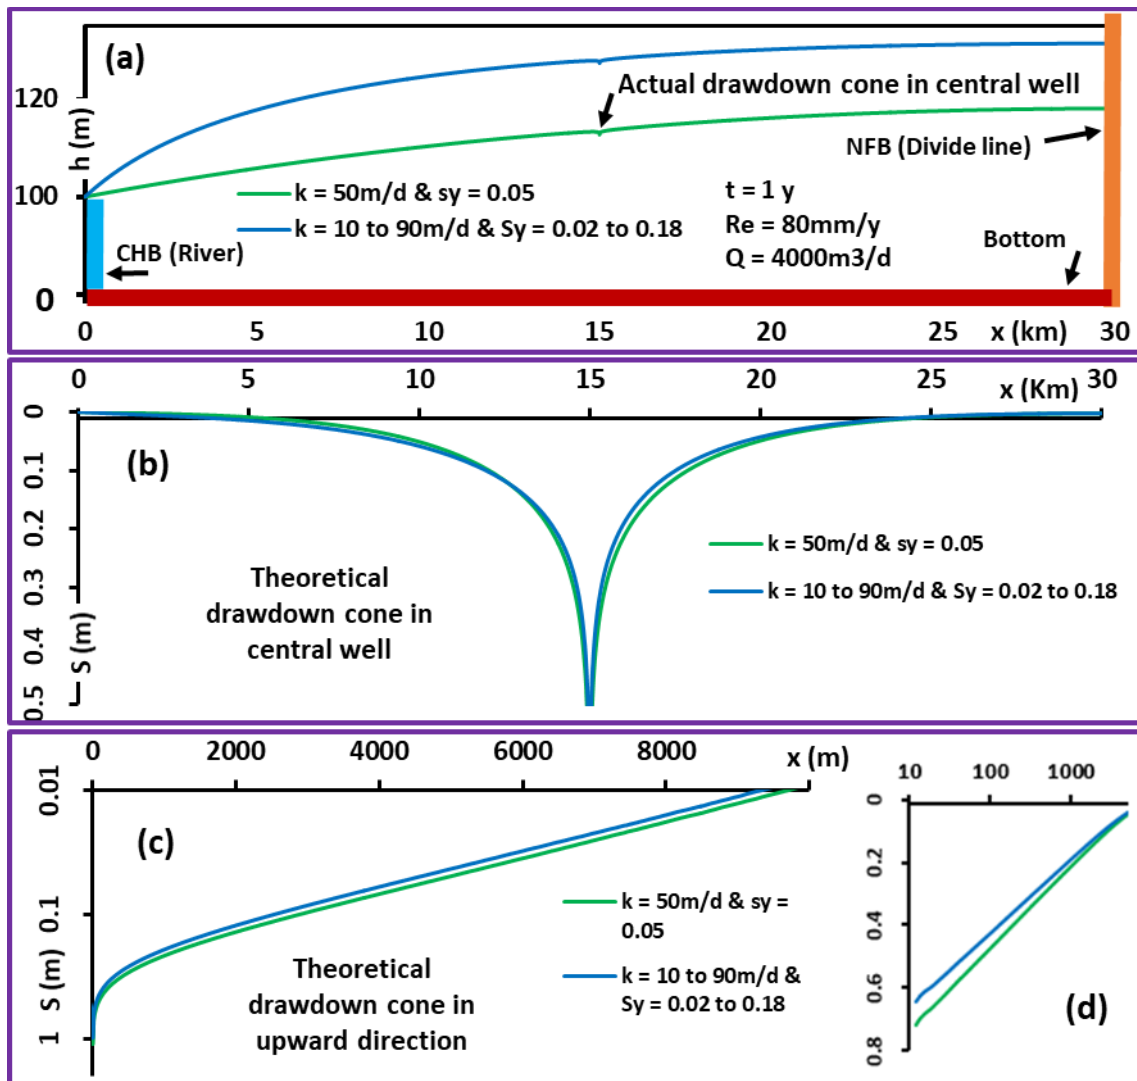 (a)
120
h (m)
100
0
Actual drawdown cone in central well
NFB (Divide line)
k = 50m/d & sy = 0.05
k = 10 to 90m/d & Sy = 0.02 to 0.18
t = 1 y
Re = 80mm/y
Q = 4000m3/d
CHB (River)
Bottom
0 5 10 15 20 25 x (km) 30
0 5 10 15 20 25 30
x (Km)
(b)
0
0.1
0.2
0.3
0.4
0.5
S (m)
Theoretical
drawdown cone in
central well
k = 50m/d & sy = 0.05
k = 10 to 90m/d & Sy = 0.02 to 0.18
0 2000 4000 6000 8000 x (m)
0.01
0.1
1
S (m)
(c)
Theoretical
drawdown cone in
upward direction
k = 50m/d & sy =
0.05
k = 10 to 90m/d &
Sy = 0.02 to 0.18
10 100 1000
0
0.2
0.4
0.6
0.8
(d)